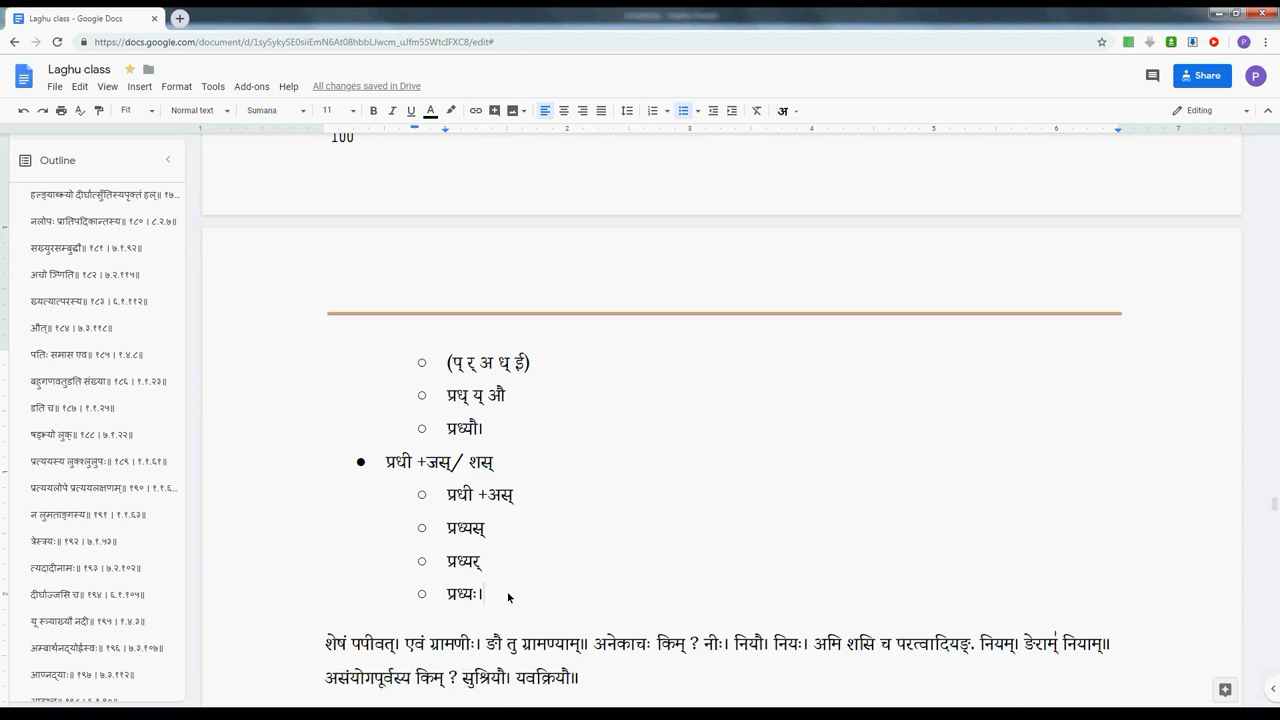 Laghu class - Google Docs
https://docs.google.com/document/d/1sySykySE0siiEmN6At08hbbLJwcm_uJfm5SWtcIFXC8/edit#
Laghu class
File Edit View Insert Format Tools Add-ons Help All changes saved in Drive
Share
P
Fit Normal text Sumana 11 अ Editing
1 2 3 4 5 6 7
100
Outline
हल्ङ्याब्भ्यो दीर्घात्सुँतिस्यपृक्तं हल्॥ १७...
नलोपः प्रातिपदिकान्तस्य॥ १८० । ८.२.७॥
सख्युरसम्बुद्धौ॥ १८१ । ७.१.९२॥
अचो ञ्णिति॥ १८२ । ७.२.११५॥
ख्यत्यात्परस्य॥ १८३ । ६.१.११२॥
औत्॥ १८४ । ७.३.११८॥
पतिः समास एव॥ १८५ । १.४.८॥
बहुगणवतुडति संख्या॥ १८६ । १.१.२३॥
डति च॥ १८७ । १.१.२५॥
षड्भ्यो लुक्॥ १८८ । ७.१.२२॥
प्रत्ययस्य लुक्श्लुलुपः॥ १८९ । १.१.६१॥
प्रत्ययलोपे प्रत्ययलक्षणम्॥ १९० । १.१.६...
न लुमताङ्गस्य॥ १९१ । १.१.६३॥
त्रेस्त्रयः॥ १९२ । ७.१.५३॥
त्यदादीनामः॥ १९३ । ७.२.१०२॥
दीर्घाज्जसि च॥ १९४ । ६.१.१०५॥
यू स्त्र्याख्यौ नदी॥ १९५ । १.४.३॥
अम्बार्थनद्योर्ह्रस्वः॥ १९६ । ७.३.१०७॥
आण्नद्याः॥ १९७ । ७.३.११२॥
(प् र् अ ध् ई)
प्रध् य् औ
प्रध्यौ।
प्रधी +जस्/ शस्
प्रधी +अस्
प्रध्यस्
प्रध्यर्
प्रध्यः।
शेषं पपीवत्। एवं ग्रामणीः। ङौ तु ग्रामण्याम्॥ अनेकाचः किम् ? नीः। नियौ। नियः। अमि शसि च परत्वादियङ्. नियम्। ङेराम् नियाम्॥
असंयोगपूर्वस्य किम् ? सुश्रियौ। यवक्रियौ॥